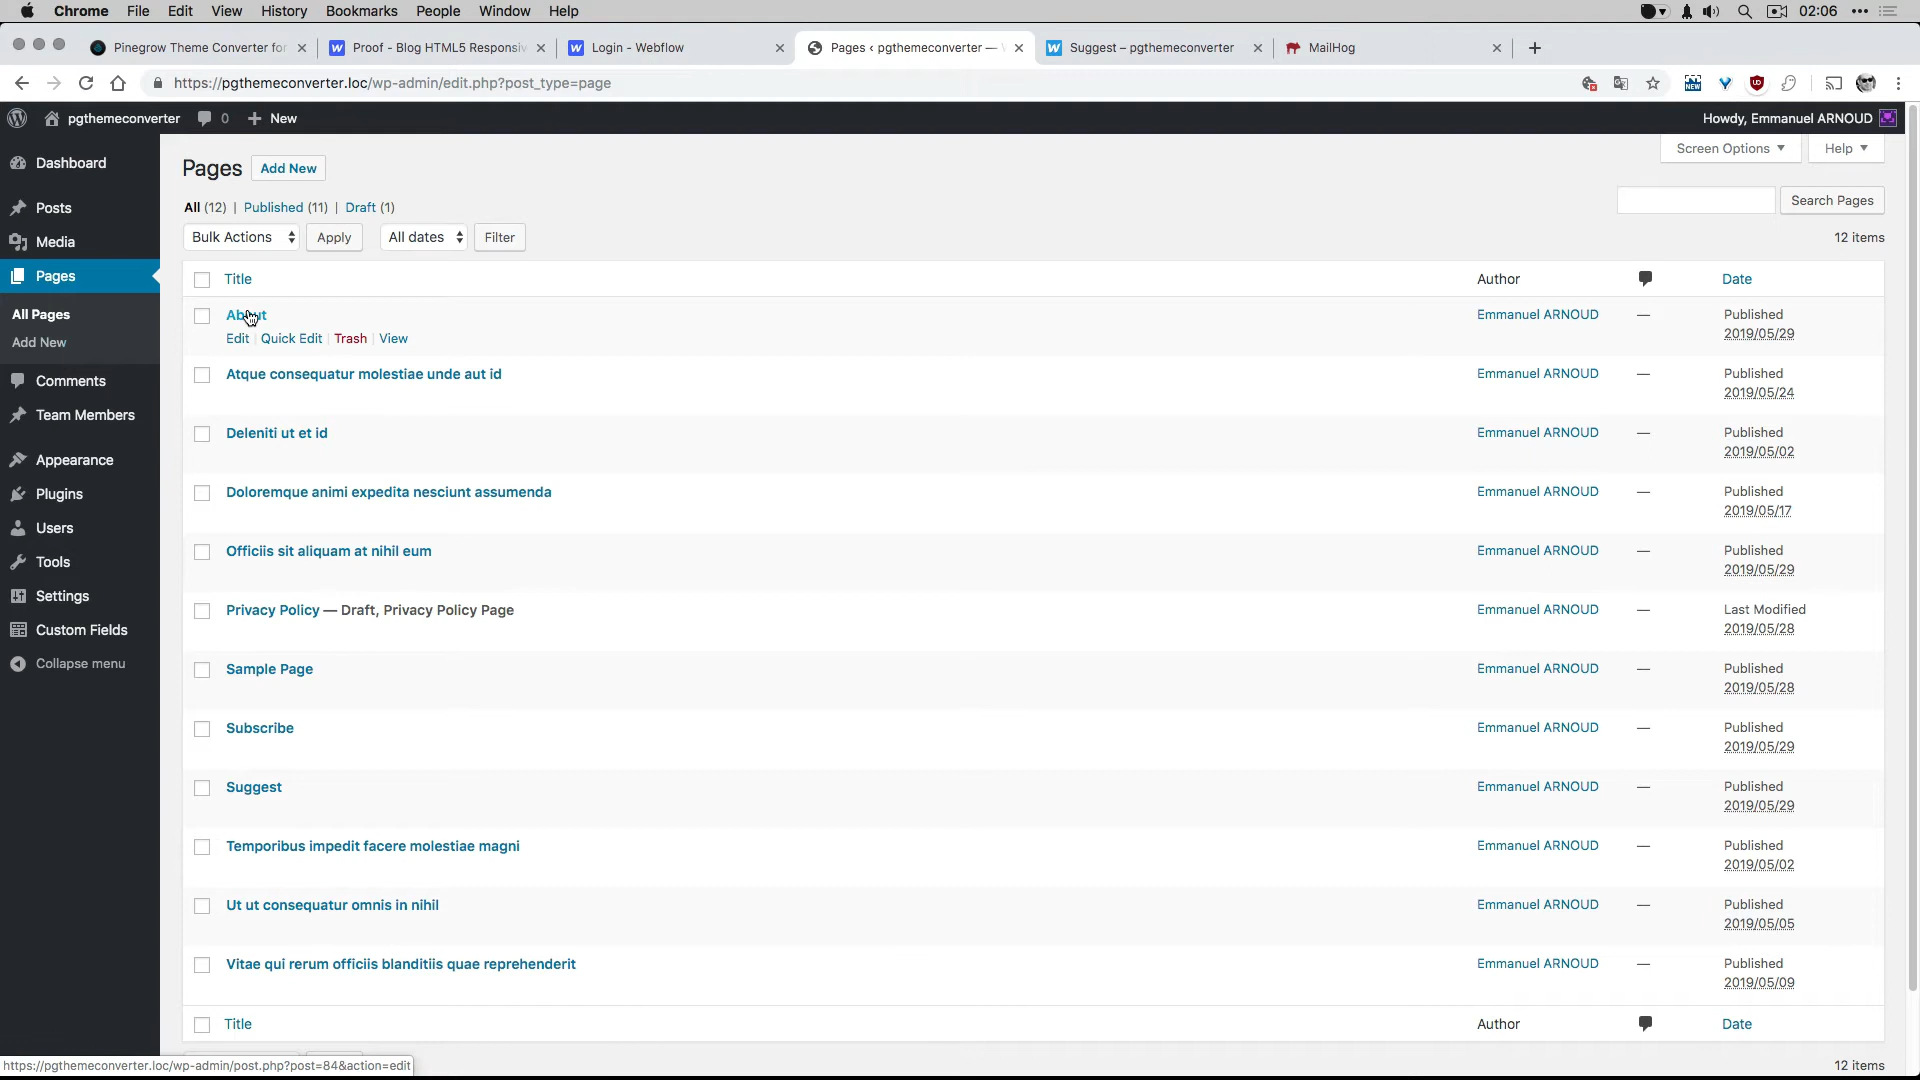 Chrome File Edit View History Bookmarks People Window Help 02:06
Pinegrow Theme Converter for
Proof - Blog HTML5 Responsiv
Login - Webflow
Pages ‹ pgthemeconverter —
Suggest – pgthemeconverter
MailHog
https://pgthemeconverter.loc/wp-admin/edit.php?post_type=page
NEW
pgthemeconverter 0 New
Howdy, Emmanuel ARNOUD
Dashboard
Posts
Media
Pages
All Pages
Add New
Comments
Team Members
Appearance
Plugins
Users
Tools
Settings
Custom Fields
Collapse menu
Screen Options Help
Pages Add New
All (12) | Published (11) | Draft (1)
Search Pages
Bulk Actions Apply All dates Filter 12 items
Title Author Date
About Emmanuel ARNOUD — Published
2019/05/29
Edit | Quick Edit | Trash | View
Atque consequatur molestiae unde aut id Emmanuel ARNOUD — Published
2019/05/24
Deleniti ut et id Emmanuel ARNOUD — Published
2019/05/02
Doloremque animi expedita nesciunt assumenda Emmanuel ARNOUD — Published
2019/05/17
Officiis sit aliquam at nihil eum Emmanuel ARNOUD — Published
2019/05/29
Privacy Policy — Draft, Privacy Policy Page Emmanuel ARNOUD — Last Modified
2019/05/28
Sample Page Emmanuel ARNOUD — Published
2019/05/28
Subscribe Emmanuel ARNOUD — Published
2019/05/29
Suggest Emmanuel ARNOUD — Published
2019/05/29
Temporibus impedit facere molestiae magni Emmanuel ARNOUD — Published
2019/05/02
Ut ut consequatur omnis in nihil Emmanuel ARNOUD — Published
2019/05/05
Vitae qui rerum officiis blanditiis quae reprehenderit Emmanuel ARNOUD — Published
2019/05/09
Title Author Date
12 items
https://pgthemeconverter.loc/wp-admin/post.php?post=84&action=edit